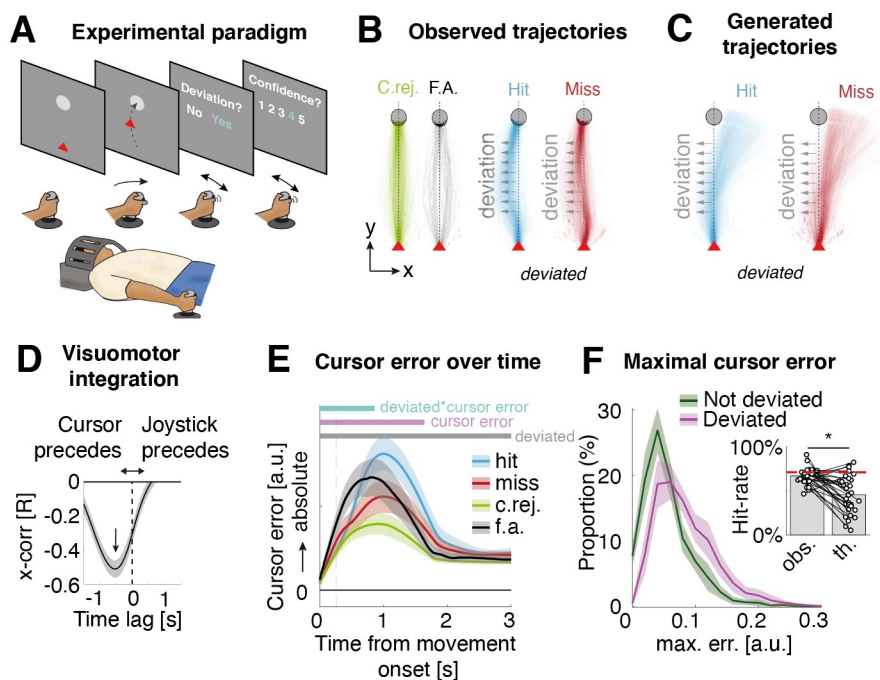 A Experimental paradigm
Deviation?
No Yes
Confidence?
1 2 3 4 5
B Observed trajectories
C.rej. F.A. Hit Miss
deviation
deviation
y
x
deviated
C Generated
trajectories
Hit Miss
deviation
deviation
deviated
D Visuomotor
integration
Cursor
precedes
Joystick
precedes
x-corr [R]
0
-0.2
-0.4
-0.6
-1 0 1
Time lag [s]
E Cursor error over time
deviated*cursor error
cursor error
deviated
hit
miss
c.rej.
f.a.
Cursor error [a.u.]
absolute
0
0 1 2 3
Time from movement
onset [s]
F Maximal cursor error
Not deviated
Deviated
Proportion (%)
30
20
10
0
0 0.1 0.2 0.3
max. err. [a.u.]
*
100%
Hit-rate
0%
obs. th.